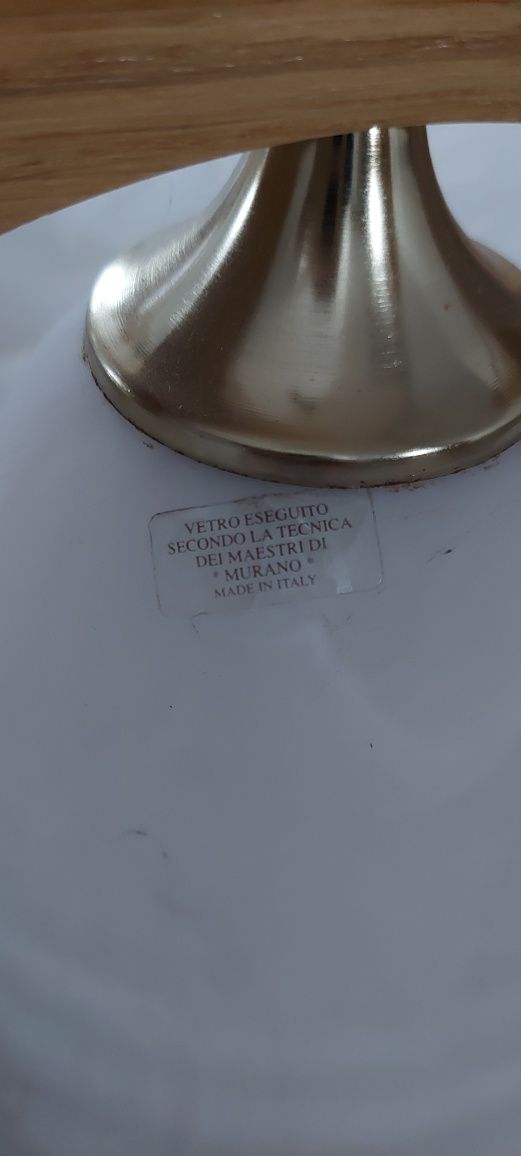 VETRO ESEGUITO
SECONDO LA TECNICA
DEI MAESTRI DI
* MURANO *
MADE IN ITALY